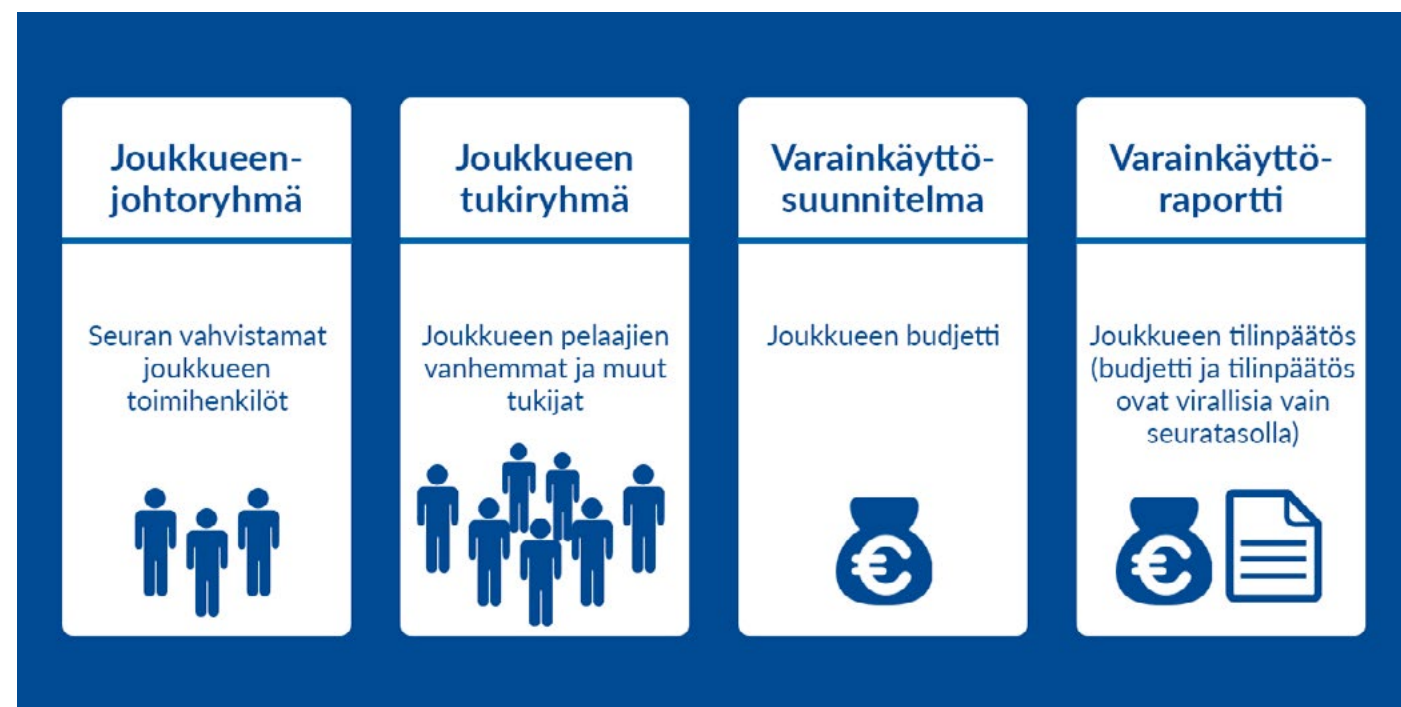 Joukkueen-
johtoryhmä
Seuran vahvistamat
joukkueen
toimihenkilöt
Joukkueen
tukiryhmä
Joukkueen pelaajien
vanhemmat ja muut
tukijat
Varainkäyttö-
suunnitelma
Joukkueen budjetti
€
Varainkäyttö-
raportti
Joukkueen tilinpäätös
(budjetti ja tilinpäätös
ovat virallisia vain
seuratasolla)
€